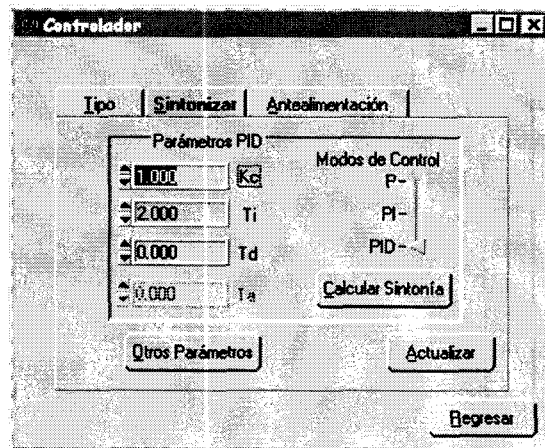 Controlador
Tipo Sintonizar Antealimentación
Parámetros PID
Modos de Control
1.000 Kc P
2.000 Ti PI
0.000 Td PID
0.000 Ta Calcular Sintonía
Otros Parámetros Actualizar
Regresar